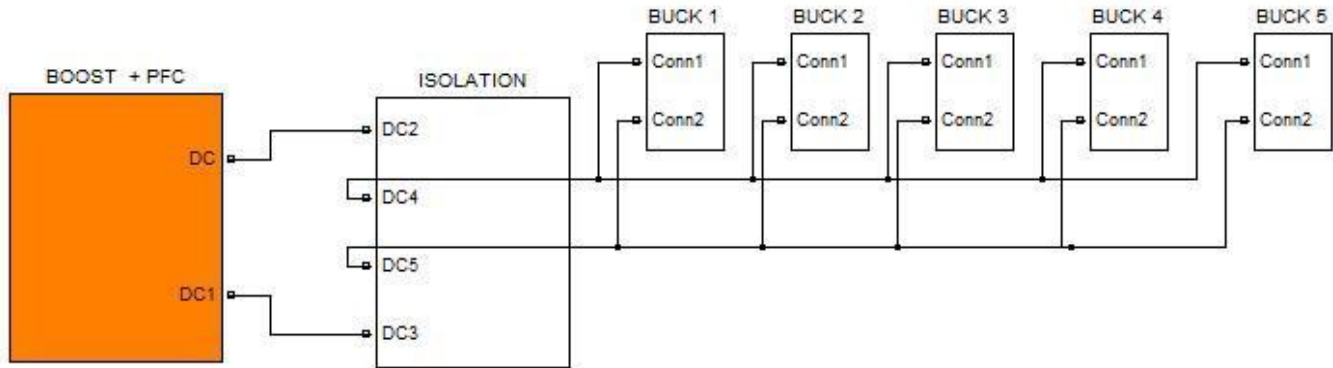 BUCK 1
BUCK 2
BUCK 3
BUCK 4
BUCK 5
Conn1
Conn1
Conn1
Conn1
Conn1
Conn2
Conn2
Conn2
Conn2
Conn2
BOOST + PFC
DC
DC1
ISOLATION
DC2
DC4
DC5
DC3